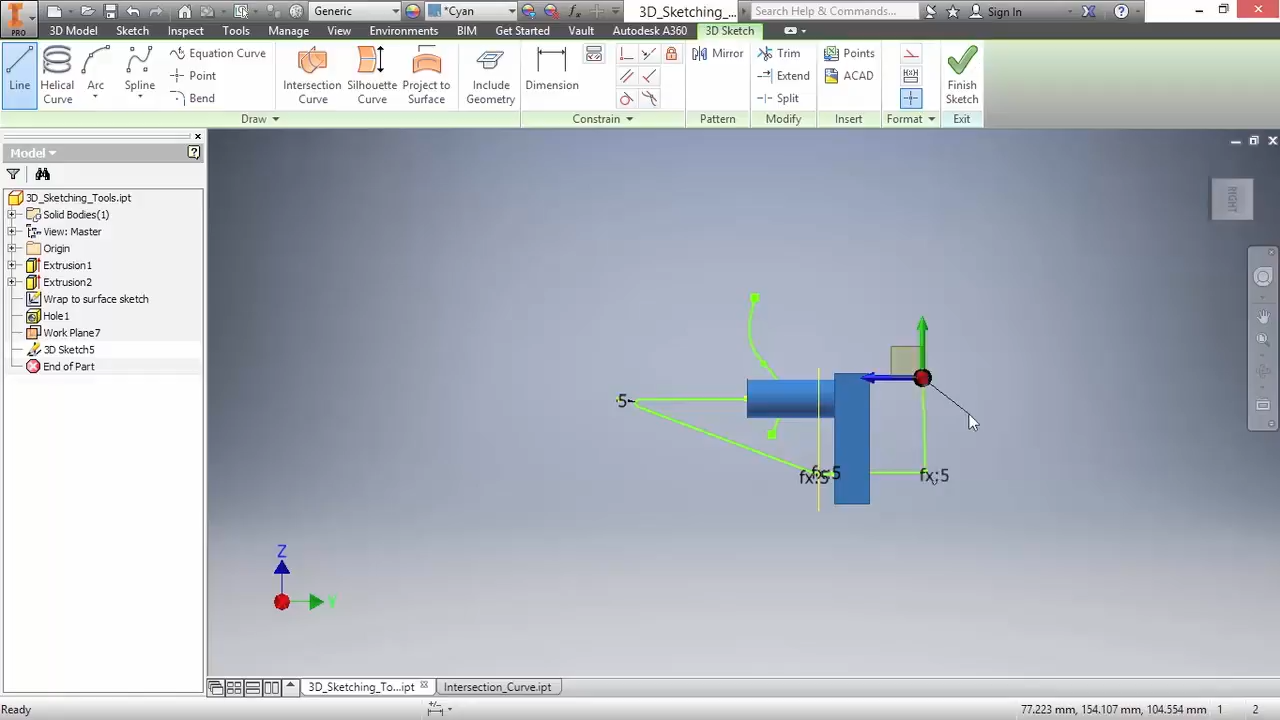 PRO
Generic
*Cyan
3D_Sketching_...
Search Help & Commands...
Sign In
3D Model
Sketch
Inspect
Tools
Manage
View
Environments
BIM
Get Started
Vault
Autodesk A360
3D Sketch
Line
Helical Curve
Arc
Spline
Equation Curve
Point
Bend
Intersection Curve
Silhouette Curve
Project to Surface
Include Geometry
Dimension
Mirror
Trim
Extend
Split
Points
ACAD
Finish Sketch
Draw
Constrain
Pattern
Modify
Insert
Format
Exit
Model
3D_Sketching_Tools.ipt
Solid Bodies(1)
View: Master
Origin
Extrusion1
Extrusion2
Wrap to surface sketch
Hole1
Work Plane7
3D Sketch5
End of Part
RIGHT
5
fx:5
fx:5
fx:5
Z
Y
3D_Sketching_To...ipt
Intersection_Curve.ipt
Ready
77.223 mm, 154.107 mm, 104.554 mm
1
2